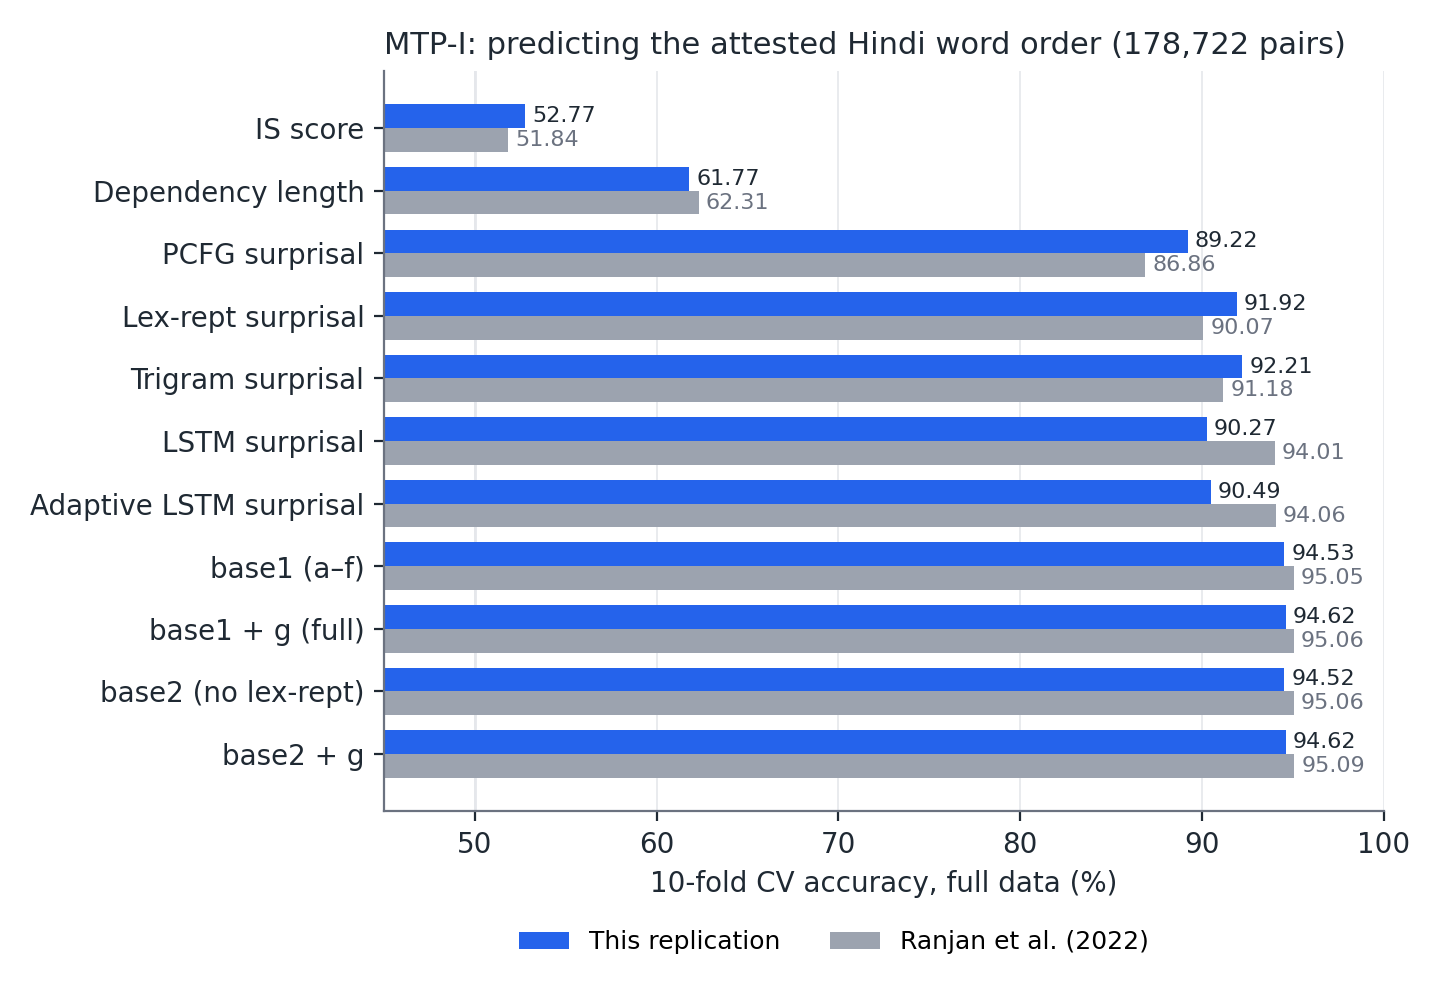 MTP-I: predicting the attested Hindi word order (178,722 pairs)
IS score
52.77
51.84
Dependency length
61.77
62.31
PCFG surprisal
89.22
86.86
Lex-rept surprisal
91.92
90.07
Trigram surprisal
92.21
91.18
LSTM surprisal
90.27
94.01
Adaptive LSTM surprisal
90.49
94.06
base1 (a–f)
94.53
95.05
base1 + g (full)
94.62
95.06
base2 (no lex-rept)
94.52
95.06
base2 + g
94.62
95.09
50 60 70 80 90 100
10-fold CV accuracy, full data (%)
This replication Ranjan et al. (2022)